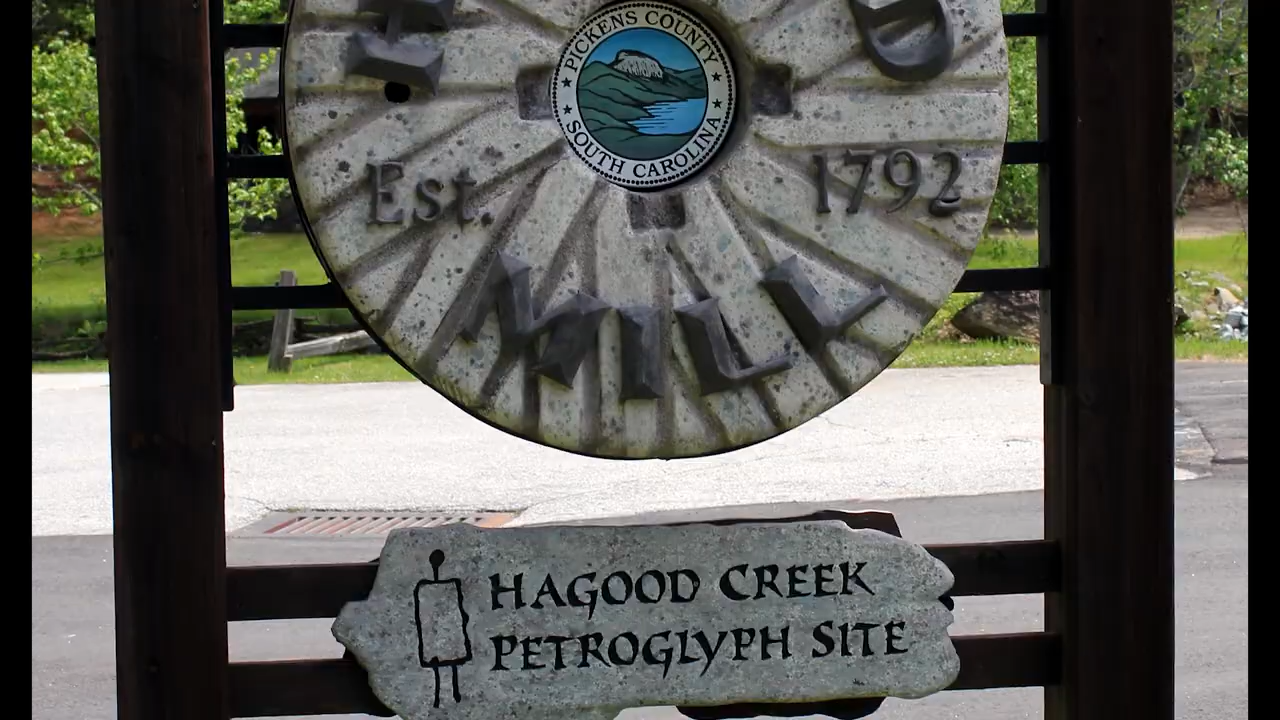 H D
PICKENS COUNTY
SOUTH CAROLINA
Est. 1792
MILL
HAGOOD CREEK
PETROGLYPH SITE